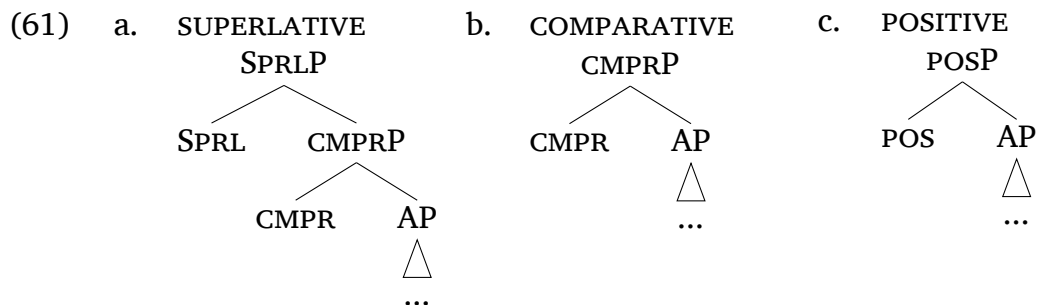 (61) a. SUPERLATIVE b. COMPARATIVE c. POSITIVE
SPRLP CMPRP POSP
SPRL CMPRP CMPR AP POS AP
CMPR AP ... ...
...